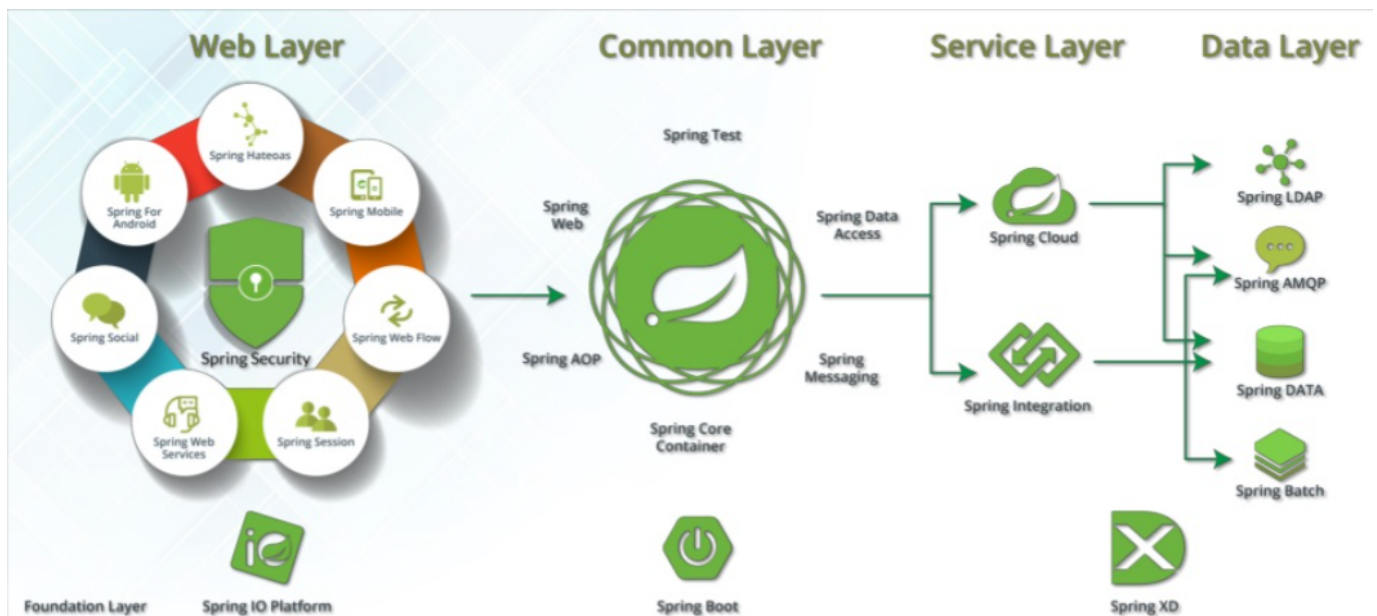 Web Layer
Common Layer
Service Layer
Data Layer
Spring Hateoas
Spring For
Android
Spring Mobile
Spring Social
Spring Security
Spring Web Flow
Spring Web
Services
Spring Session
Spring Test
Spring
Web
Spring Data
Access
Spring AOP
Spring
Messaging
Spring Core
Container
Spring Cloud
Spring Integration
Spring LDAP
Spring AMQP
Spring DATA
Spring Batch
Foundation Layer
iO
Spring IO Platform
Spring Boot
X
Spring XD